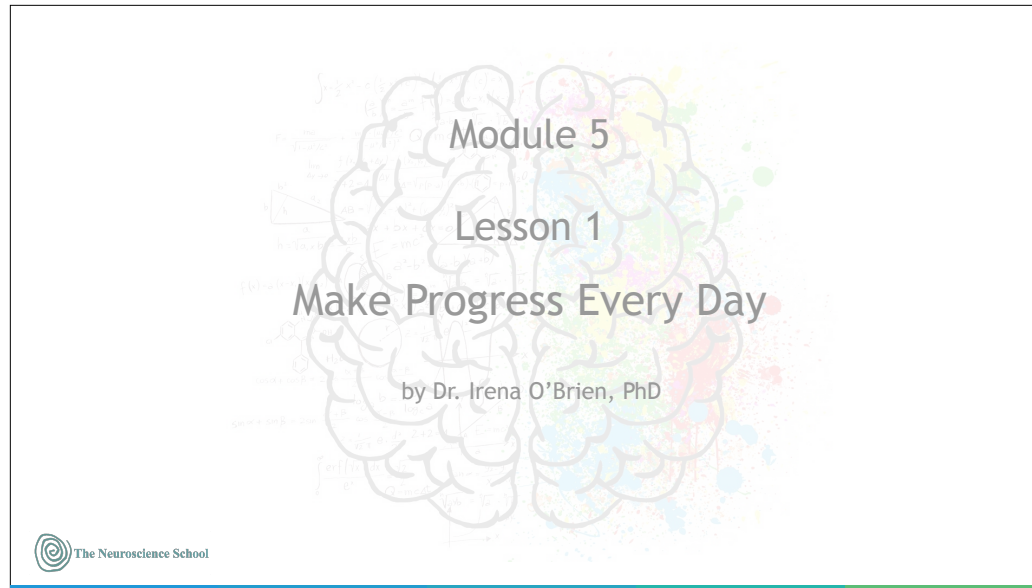 Module 5
Lesson 1
Make Progress Every Day
by Dr. Irena O’Brien, PhD
The Neuroscience School